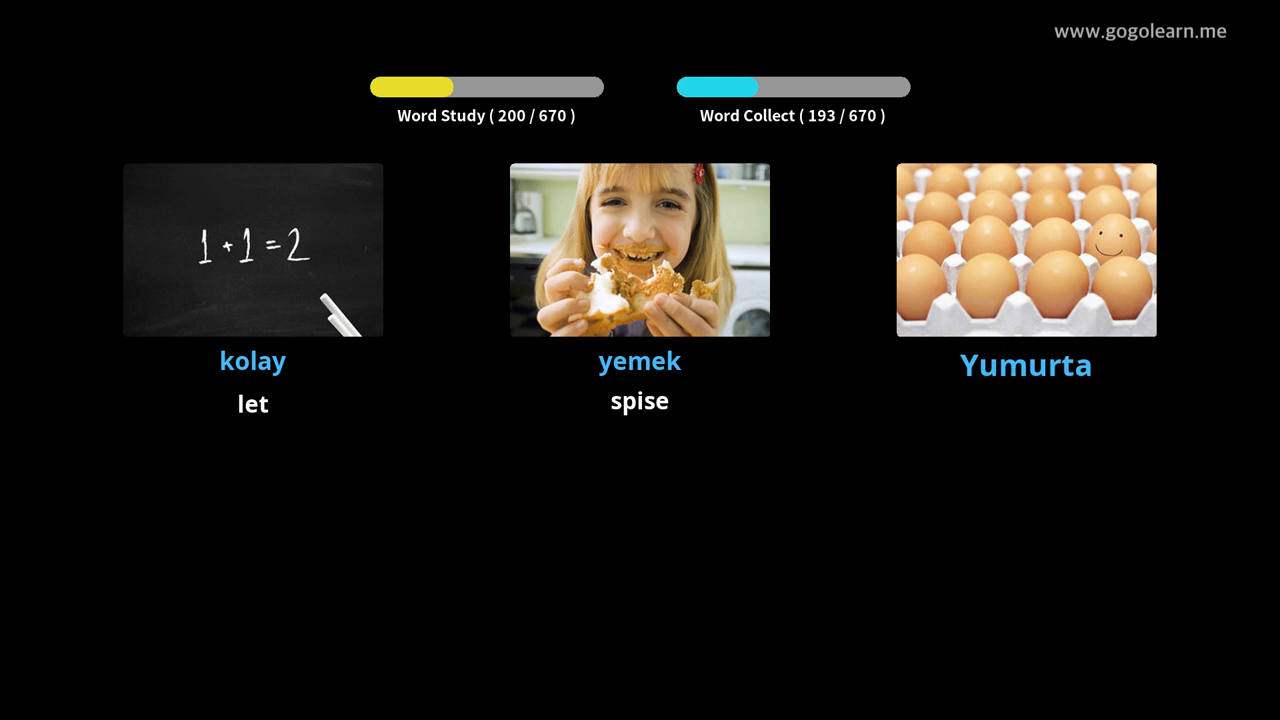 www.gogolearn.me
Word Study ( 200 / 670 )
Word Collect ( 193 / 670 )
1 + 1 = 2
kolay
let
yemek
spise
Yumurta